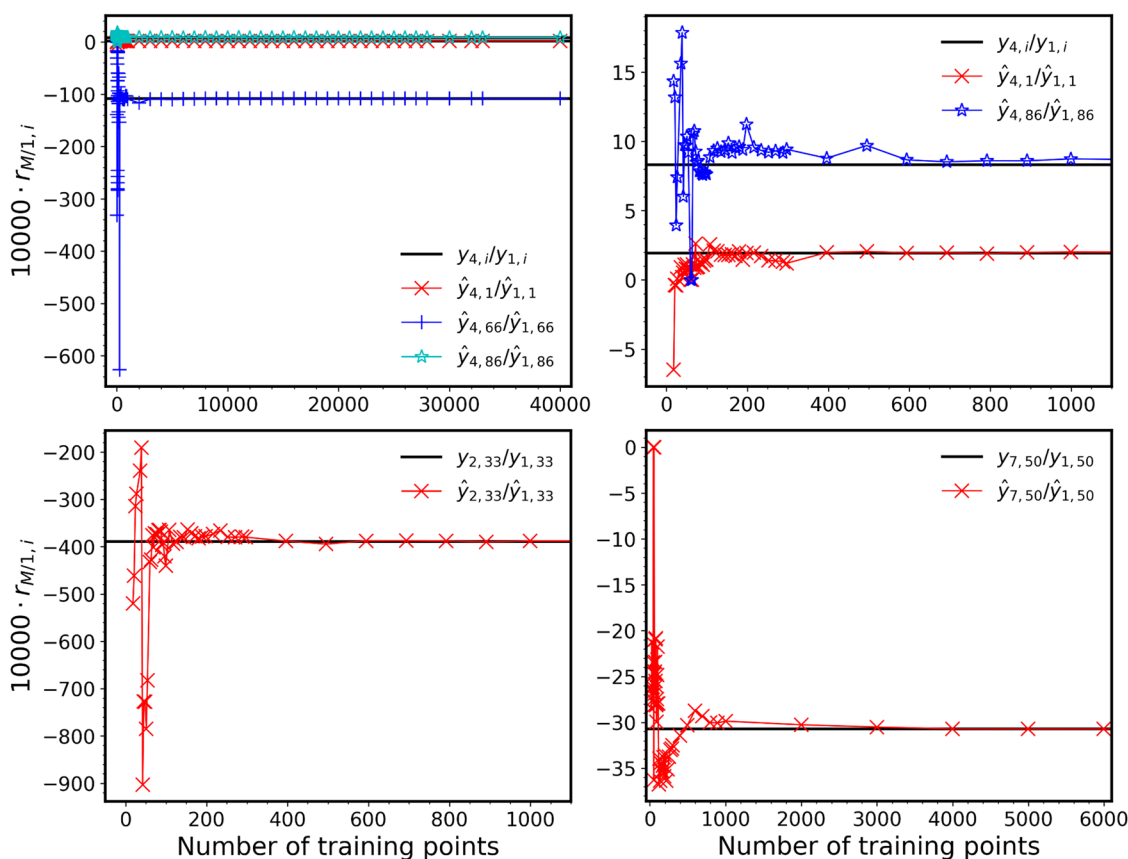 10000 · r_{M/1, i}
0
−100
−200
−300
−400
−500
−600
y_{4, i}/y_{1, i}
ŷ_{4, 1}/ŷ_{1, 1}
ŷ_{4, 66}/ŷ_{1, 66}
ŷ_{4, 86}/ŷ_{1, 86}
0 10000 20000 30000 40000
15
10
5
0
−5
y_{4, i}/y_{1, i}
ŷ_{4, 1}/ŷ_{1, 1}
ŷ_{4, 86}/ŷ_{1, 86}
0 200 400 600 800 1000
10000 · r_{M/1, i}
−200
−300
−400
−500
−600
−700
−800
−900
y_{2, 33}/y_{1, 33}
ŷ_{2, 33}/ŷ_{1, 33}
0 200 400 600 800 1000
Number of training points
0
−5
−10
−15
−20
−25
−30
−35
y_{7, 50}/y_{1, 50}
ŷ_{7, 50}/ŷ_{1, 50}
0 1000 2000 3000 4000 5000 6000
Number of training points